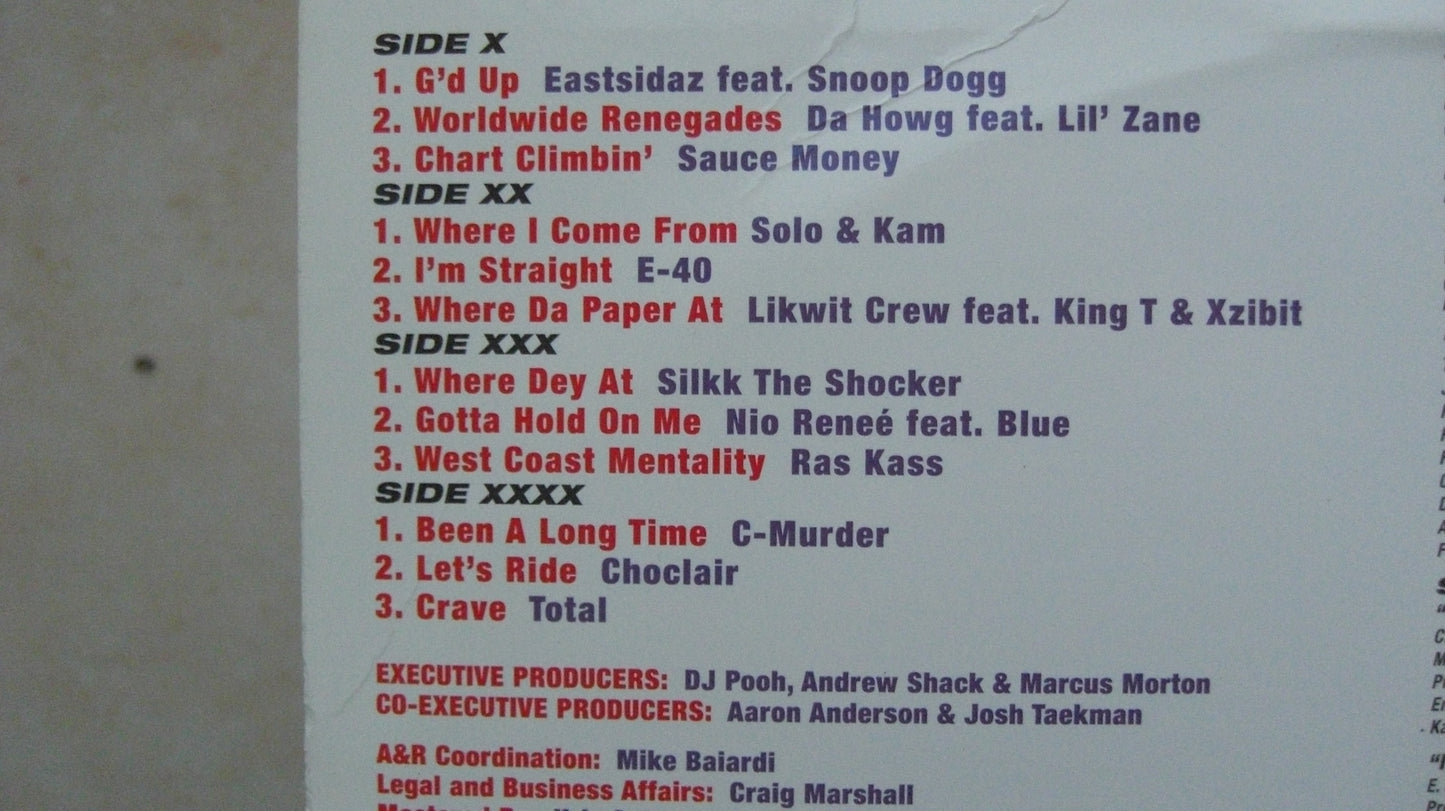 SIDE X
1. G'd Up Eastsidaz feat. Snoop Dogg
2. Worldwide Renegades Da Howg feat. Lil' Zane
3. Chart Climbin' Sauce Money
SIDE XX
1. Where I Come From Solo & Kam
2. I'm Straight E-40
3. Where Da Paper At Likwit Crew feat. King T & Xzibit
SIDE XXX
1. Where Dey At Silkk The Shocker
2. Gotta Hold On Me Nio Reneé feat. Blue
3. West Coast Mentality Ras Kass
SIDE XXXX
1. Been A Long Time C-Murder
2. Let's Ride Choclair
3. Crave Total
EXECUTIVE PRODUCERS: DJ Pooh, Andrew Shack & Marcus Morton
CO-EXECUTIVE PRODUCERS: Aaron Anderson & Josh Taekman
A&R Coordination: Mike Baiardi
Legal and Business Affairs: Craig Marshall